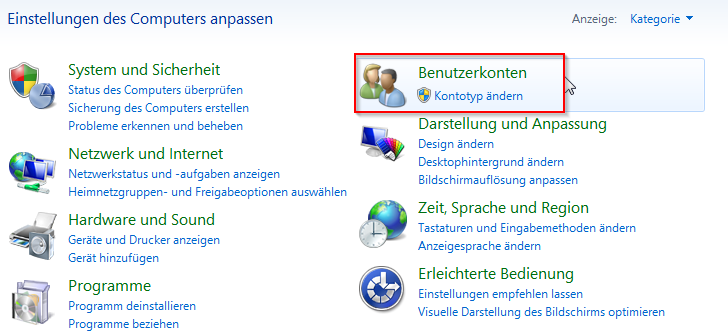 Einstellungen des Computers anpassen
Anzeige: Kategorie
System und Sicherheit
Status des Computers überprüfen
Sicherung des Computers erstellen
Probleme erkennen und beheben
Netzwerk und Internet
Netzwerkstatus und -aufgaben anzeigen
Heimnetzgruppen- und Freigabeoptionen auswählen
Hardware und Sound
Geräte und Drucker anzeigen
Gerät hinzufügen
Programme
Programm deinstallieren
Programme beziehen
Benutzerkonten
Kontotyp ändern
Darstellung und Anpassung
Design ändern
Desktophintergrund ändern
Bildschirmauflösung anpassen
Zeit, Sprache und Region
Tastaturen und Eingabemethoden ändern
Anzeigesprache ändern
Erleichterte Bedienung
Einstellungen empfehlen lassen
Visuelle Darstellung des Bildschirms optimieren